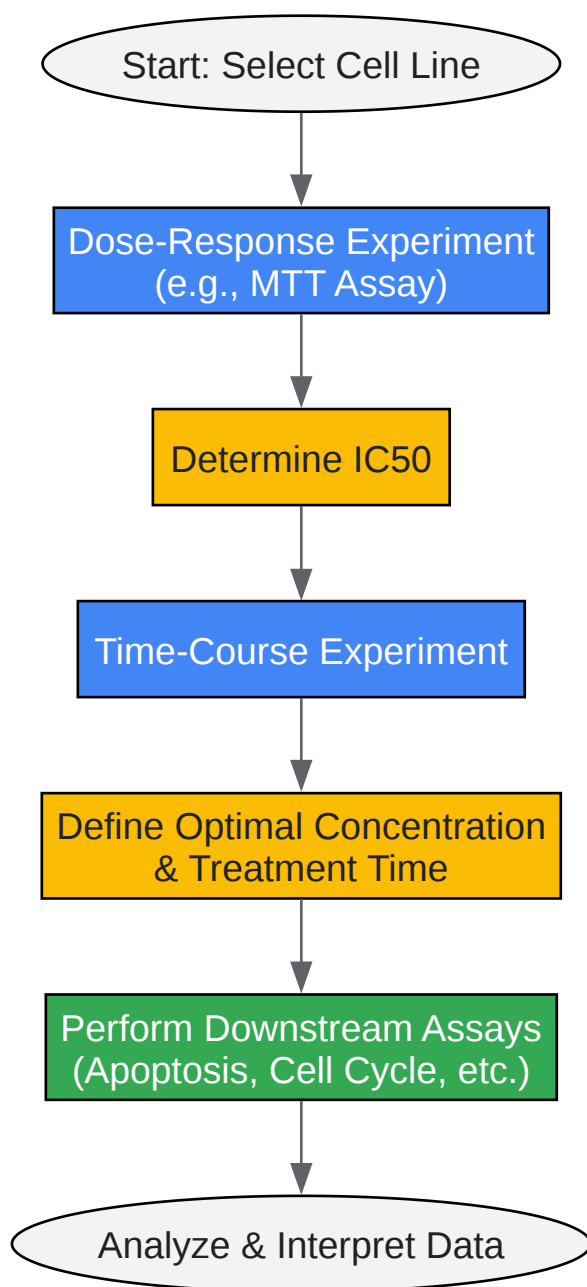 Start: Select Cell Line
Dose-Response Experiment
(e.g., MTT Assay)
Determine IC50
Time-Course Experiment
Define Optimal Concentration
& Treatment Time
Perform Downstream Assays
(Apoptosis, Cell Cycle, etc.)
Analyze & Interpret Data